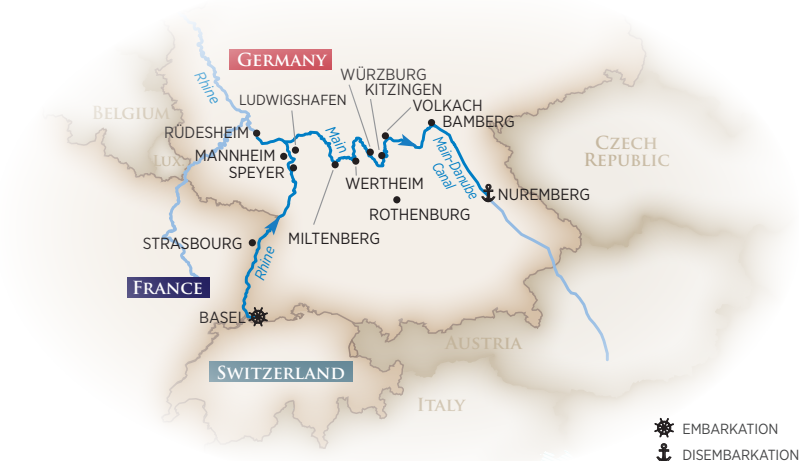 GERMANY
Rhine
BELGIUM
LUX
LUDWIGSHAFEN
WÜRZBURG
KITZINGEN
VOLKACH
BAMBERG
RÜDESHEIM
Main
MANNHEIM
SPEYER
WERTHEIM
Main-Danube
Canal
CZECH
REPUBLIC
NUREMBERG
ROTHENBURG
MILTENBERG
STRASBOURG
Rhine
FRANCE
BASEL
SWITZERLAND
AUSTRIA
ITALY
EMBARKATION
DISEMBARKATION